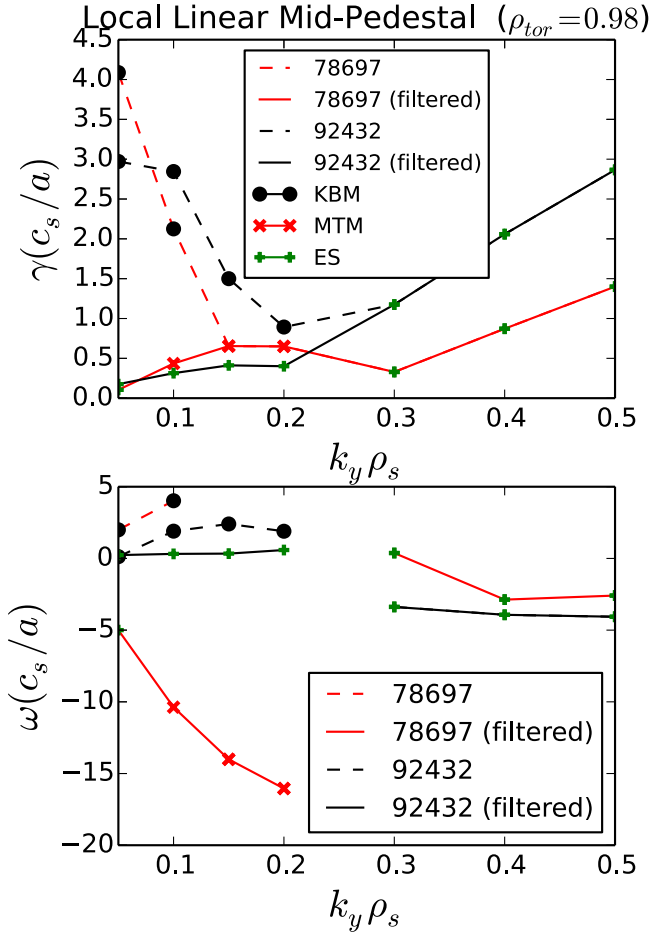 Local Linear Mid-Pedestal (ρ_tor=0.98)
4.5
4.0
3.5
3.0
2.5
2.0
1.5
1.0
0.5
0.0
γ(c_s/a)
78697
78697 (filtered)
92432
92432 (filtered)
KBM
MTM
ES
0.1 0.2 0.3 0.4 0.5
k_y ρ_s
5
0
−5
−10
−15
−20
ω(c_s/a)
78697
78697 (filtered)
92432
92432 (filtered)
0.1 0.2 0.3 0.4 0.5
k_y ρ_s